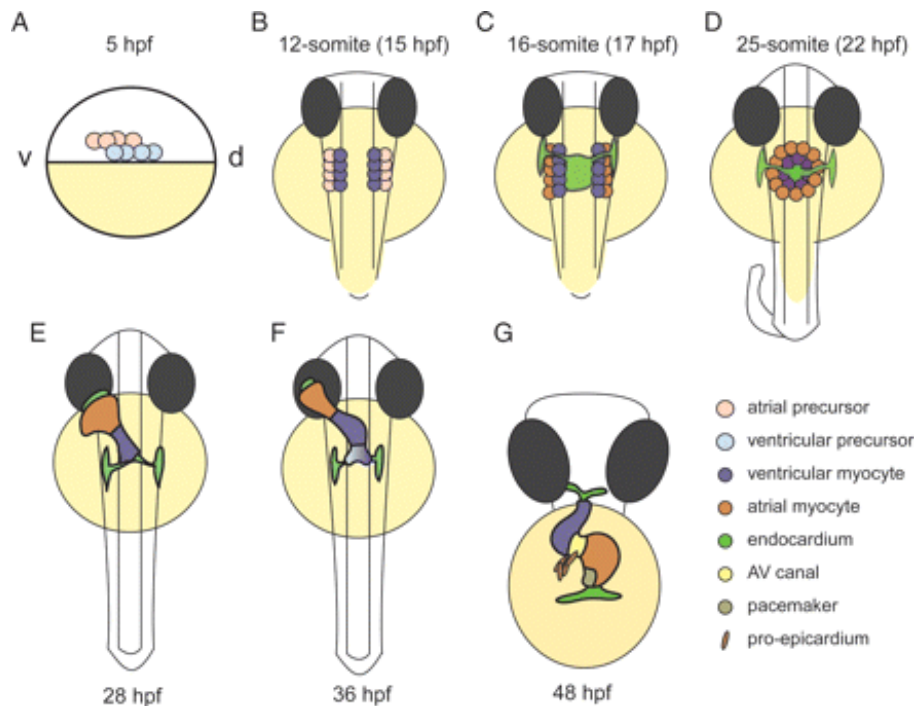 A
5 hpf
v
d
B
12-somite (15 hpf)
C
16-somite (17 hpf)
D
25-somite (22 hpf)
E
28 hpf
F
36 hpf
G
48 hpf
atrial precursor
ventricular precursor
ventricular myocyte
atrial myocyte
endocardium
AV canal
pacemaker
pro-epicardium